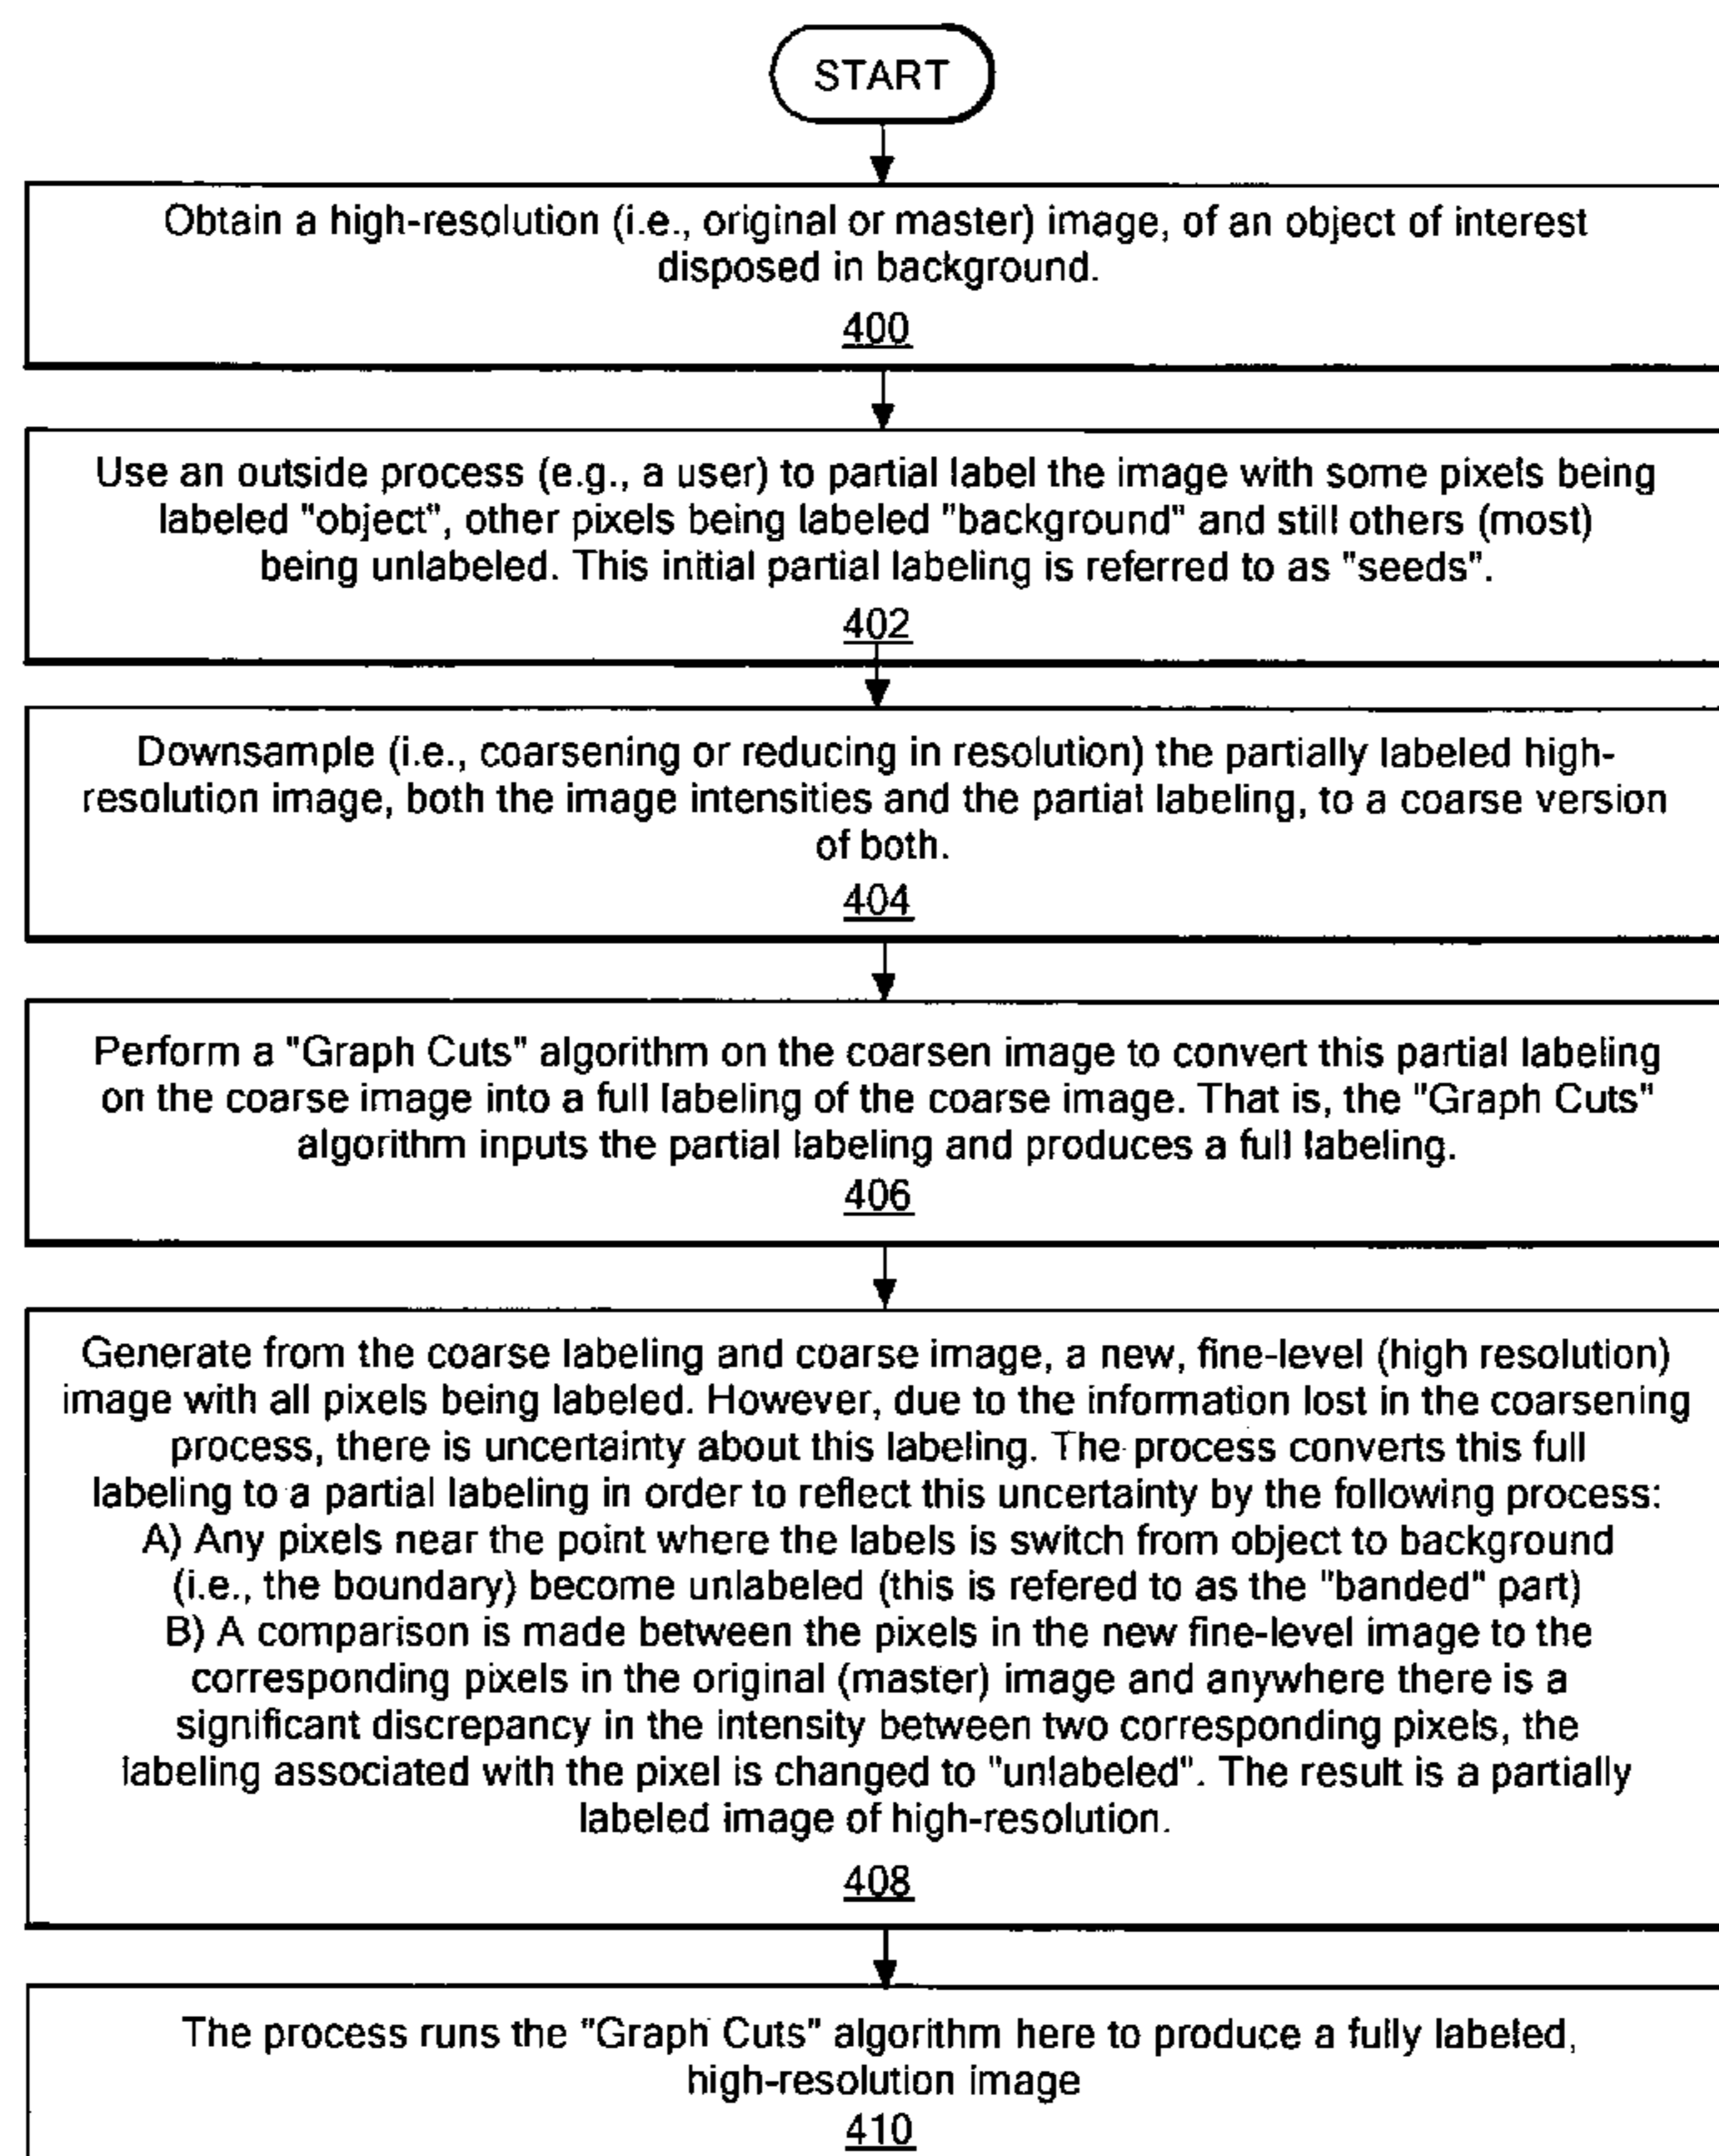 START
Obtain a high-resolution (i.e., original or master) image, of an object of interest
disposed in background.
400
Use an outside process (e.g., a user) to partial label the image with some pixels being
labeled "object", other pixels being labeled "background" and still others (most)
being unlabeled. This initial partial labeling is referred to as "seeds".
402
Downsample (i.e., coarsening or reducing in resolution) the partially labeled high-
resolution image, both the image intensities and the partial labeling, to a coarse version
of both.
404
Perform a "Graph Cuts" algorithm on the coarsen image to convert this partial labeling
on the coarse image into a full labeling of the coarse image. That is, the "Graph Cuts"
algorithm inputs the partial labeling and produces a full labeling.
406
Generate from the coarse labeling and coarse image, a new, fine-level (high resolution)
image with all pixels being labeled. However, due to the information lost in the coarsening
process, there is uncertainty about this labeling. The process converts this full
labeling to a partial labeling in order to reflect this uncertainty by the following process:
A) Any pixels near the point where the labels is switch from object to background
(i.e., the boundary) become unlabeled (this is refered to as the "banded" part)
B) A comparison is made between the pixels in the new fine-level image to the
corresponding pixels in the original (master) image and anywhere there is a
significant discrepancy in the intensity between two corresponding pixels, the
labeling associated with the pixel is changed to "unlabeled". The result is a partially
labeled image of high-resolution.
408
The process runs the "Graph Cuts" algorithm here to produce a fully labeled,
high-resolution image
410